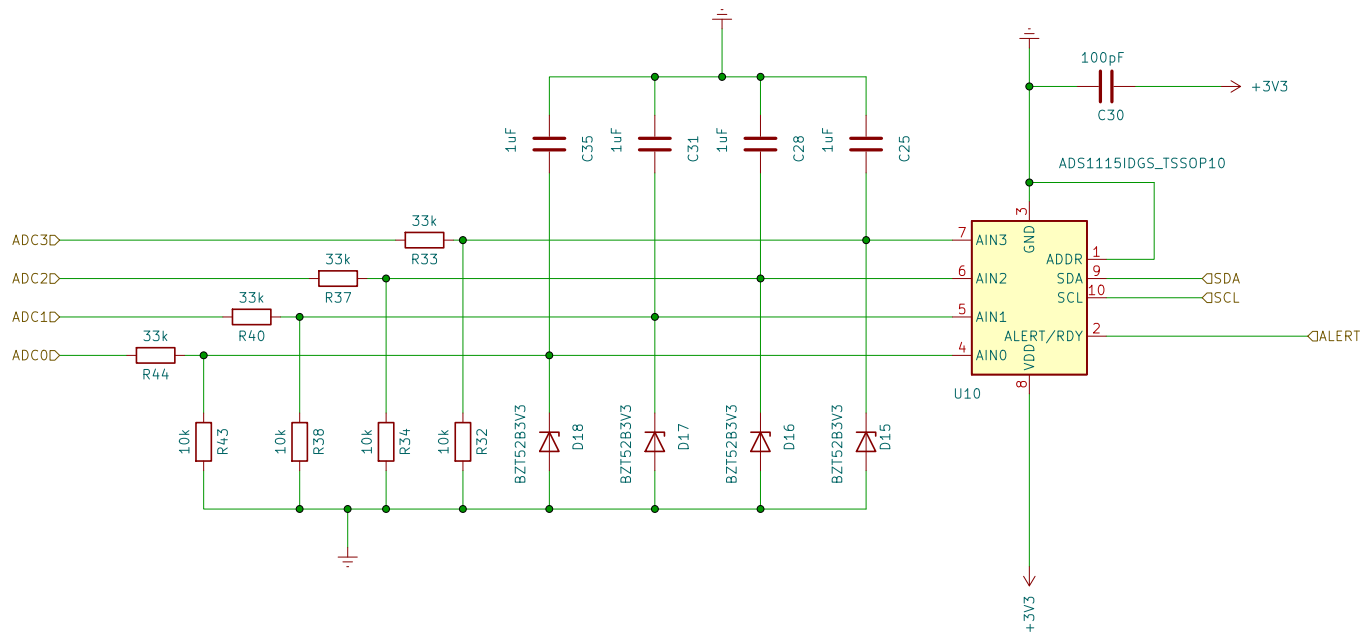 100pF
+3V3
C30
1uF
C35
1uF
C31
1uF
C28
1uF
C25
ADS1115IDGS_TSSOP10
ADC3
33k
R33
ADC2
33k
R37
ADC1
33k
R40
ADC0
33k
R44
3
GND
7
AIN3
6
AIN2
5
AIN1
4
AIN0
ADDR
1
SDA
9
SCL
10
ALERT/RDY
2
VDD
8
U10
SDA
SCL
ALERT
10k
R43
10k
R38
10k
R34
10k
R32
BZT52B3V3
D18
BZT52B3V3
D17
BZT52B3V3
D16
BZT52B3V3
D15
+3V3